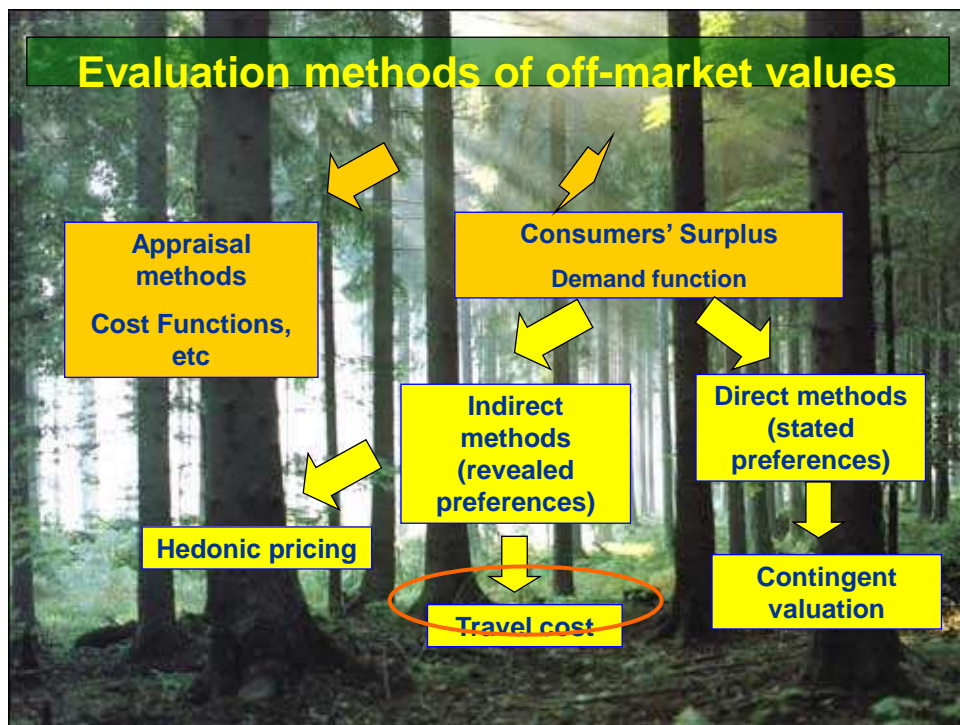 Evaluation methods of off-market values
Appraisal
methods
Cost Functions,
etc
Consumers’ Surplus
Demand function
Indirect
methods
(revealed
preferences)
Direct methods
(stated
preferences)
Hedonic pricing
Travel cost
Contingent
valuation